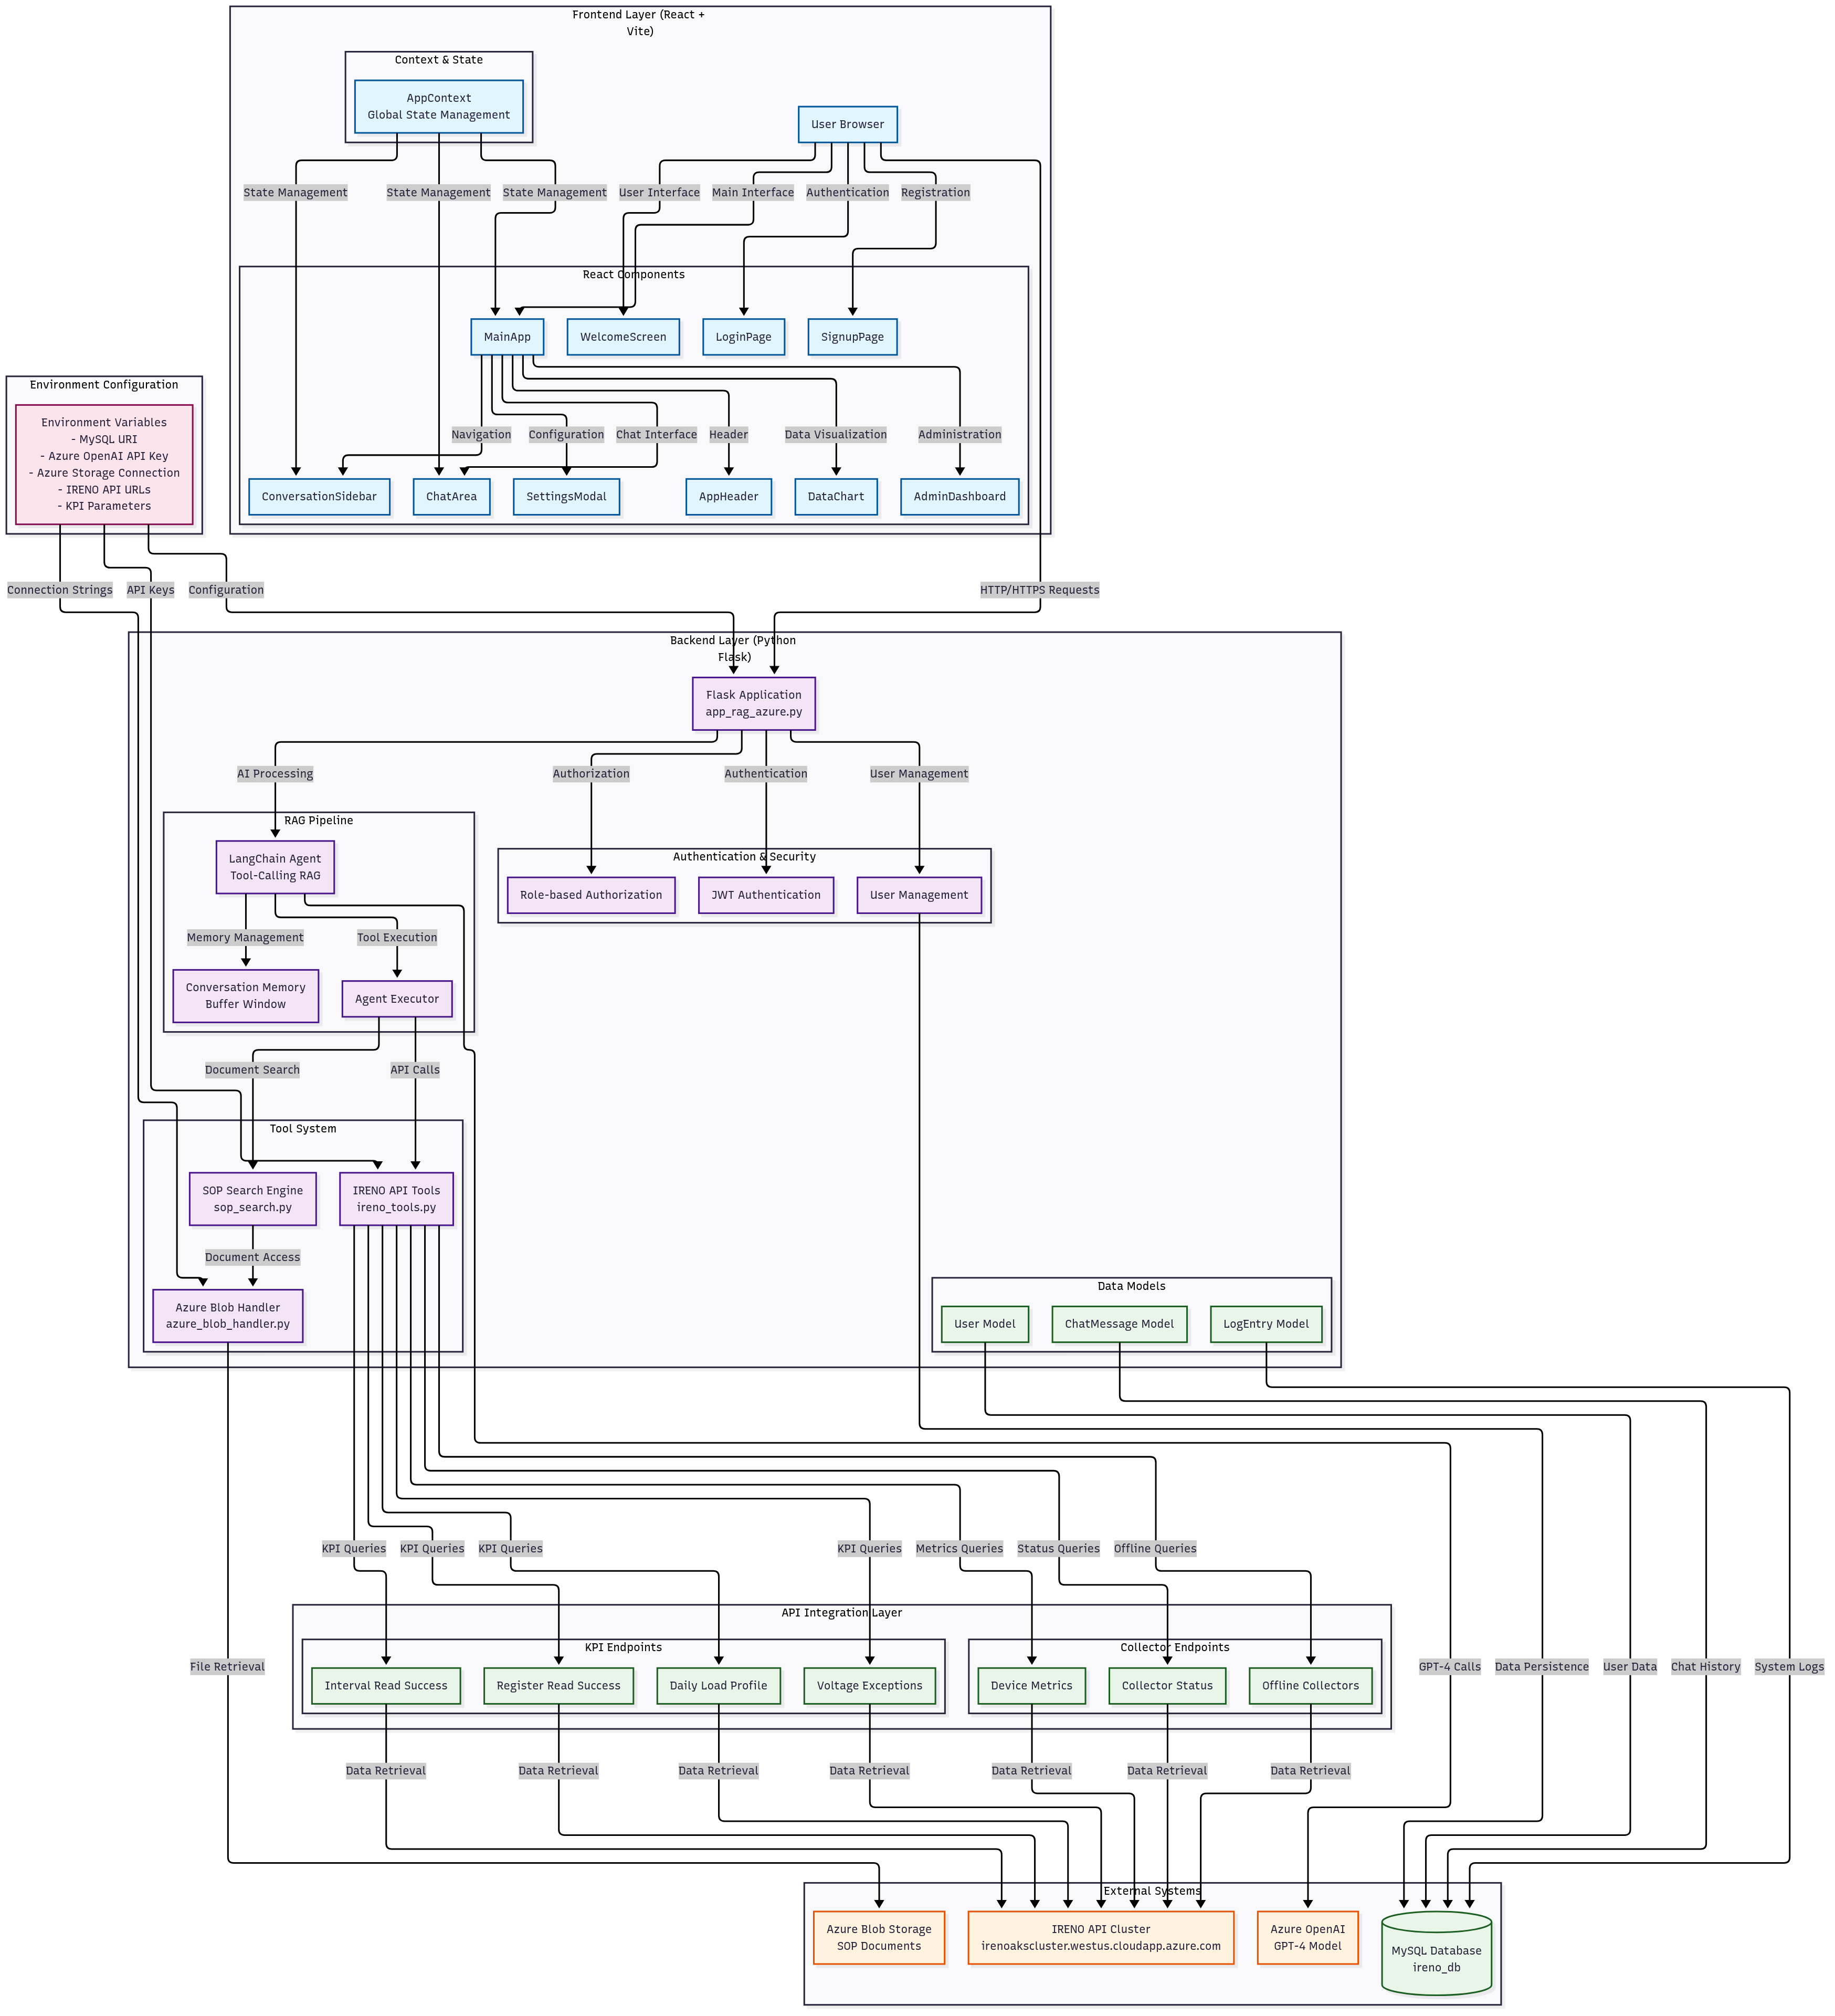 Frontend Layer (React +
Vite)
Context & State
AppContext
Global State Management
User Browser
State Management
State Management
State Management
User Interface
Main Interface
Authentication
Registration
React Components
MainApp
WelcomeScreen
LoginPage
SignupPage
Environment Configuration
Environment Variables
- MySQL URI
- Azure OpenAI API Key
- Azure Storage Connection
- IRENO API URLs
- KPI Parameters
Navigation
Configuration
Chat Interface
Header
Data Visualization
Administration
ConversationSidebar
ChatArea
SettingsModal
AppHeader
DataChart
AdminDashboard
Connection Strings
API Keys
Configuration
HTTP/HTTPS Requests
Backend Layer (Python
Flask)
Flask Application
app_rag_azure.py
AI Processing
Authorization
Authentication
User Management
RAG Pipeline
LangChain Agent
Tool-Calling RAG
Authentication & Security
Role-based Authorization
JWT Authentication
User Management
Memory Management
Tool Execution
Conversation Memory
Buffer Window
Agent Executor
Document Search
API Calls
Tool System
SOP Search Engine
sop_search.py
IRENO API Tools
ireno_tools.py
Document Access
Azure Blob Handler
azure_blob_handler.py
Data Models
User Model
ChatMessage Model
LogEntry Model
KPI Queries
KPI Queries
KPI Queries
KPI Queries
Metrics Queries
Status Queries
Offline Queries
API Integration Layer
KPI Endpoints
Collector Endpoints
Interval Read Success
Register Read Success
Daily Load Profile
Voltage Exceptions
Device Metrics
Collector Status
Offline Collectors
File Retrieval
GPT-4 Calls
Data Persistence
User Data
Chat History
System Logs
Data Retrieval
Data Retrieval
Data Retrieval
Data Retrieval
Data Retrieval
Data Retrieval
Data Retrieval
External Systems
Azure Blob Storage
SOP Documents
IRENO API Cluster
irenoakscluster.westus.cloudapp.azure.com
Azure OpenAI
GPT-4 Model
MySQL Database
ireno_db